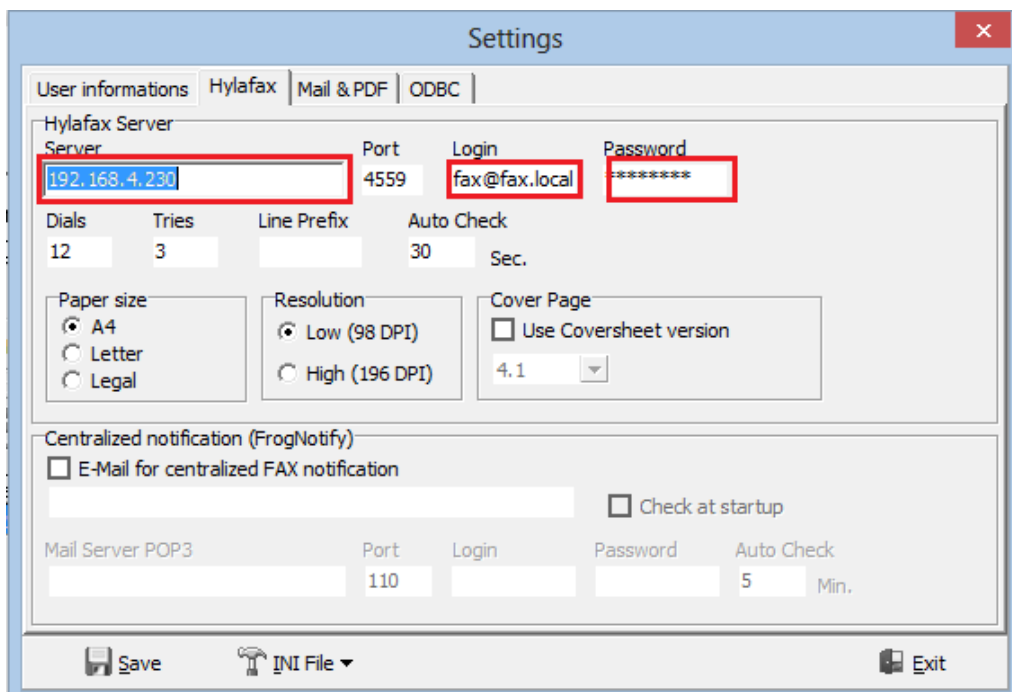 Settings
User informations Hylafax Mail & PDF ODBC
Hylafax Server
Server Port Login Password
192.168.4.230 4559 fax@fax.local ********
Dials Tries Line Prefix Auto Check
12 3 30 Sec.
Paper size Resolution Cover Page
A4 Low (98 DPI) Use Coversheet version
Letter
Legal High (196 DPI) 4.1
Centralized notification (FrogNotify)
E-Mail for centralized FAX notification
Check at startup
Mail Server POP3 Port Login Password Auto Check
110 5 Min.
Save INI File Exit